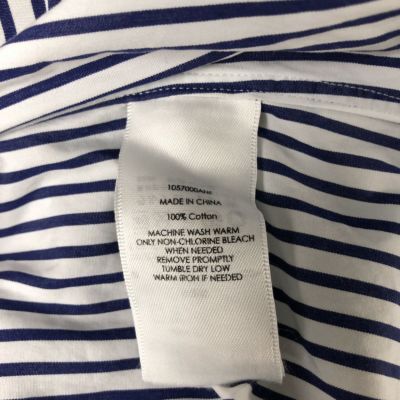 MADE IN CHINA
100% Cotton
MACHINE WASH WARM
ONLY NON-CHLORINE BLEACH
WHEN NEEDED
REMOVE PROMPTLY
TUMBLE DRY LOW
WARM IRON IF NEEDED